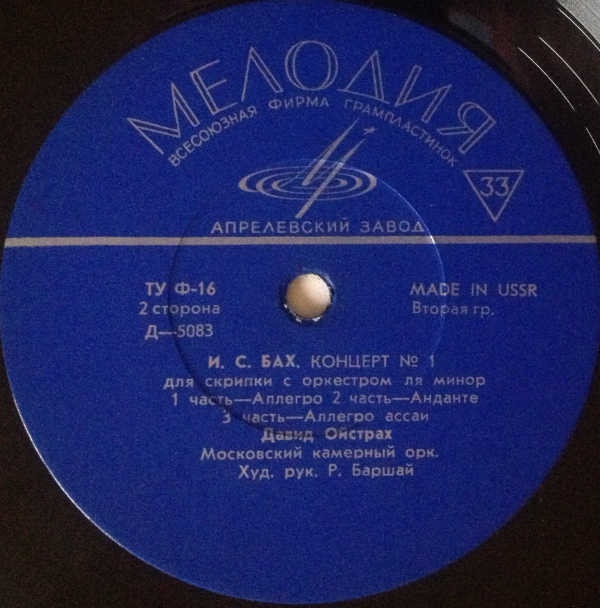 МЕЛОДИЯ
ВСЕСОЮЗНАЯ ФИРМА ГРАМПЛАСТИНОК
33
АПРЕЛЕВСКИЙ ЗАВОД
ТУ Ф-16
MADE IN USSR
2 сторона
Вторая гр.
Д—5083
И. С. БАХ. КОНЦЕРТ № 1
для скрипки с оркестром ля минор
1 часть—Аллегро 2 часть—Анданте
3 часть—Аллегро ассаи
Давид Ойстрах
Московский камерный орк.
Худ. рук. Р. Баршай